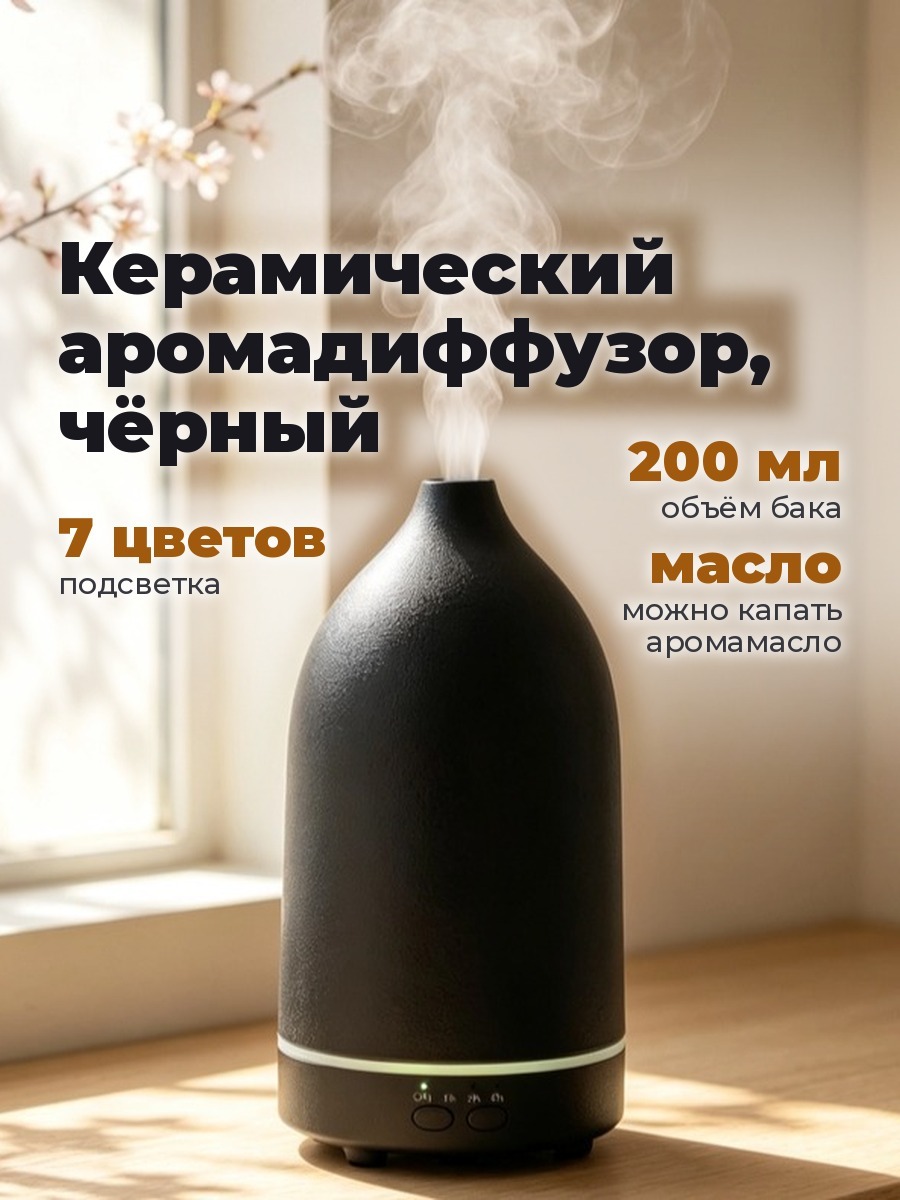 Керамический
аромадиффузор,
чёрный
200 мл
объём бака
7 цветов
подсветка
масло
можно капать
аромамасло